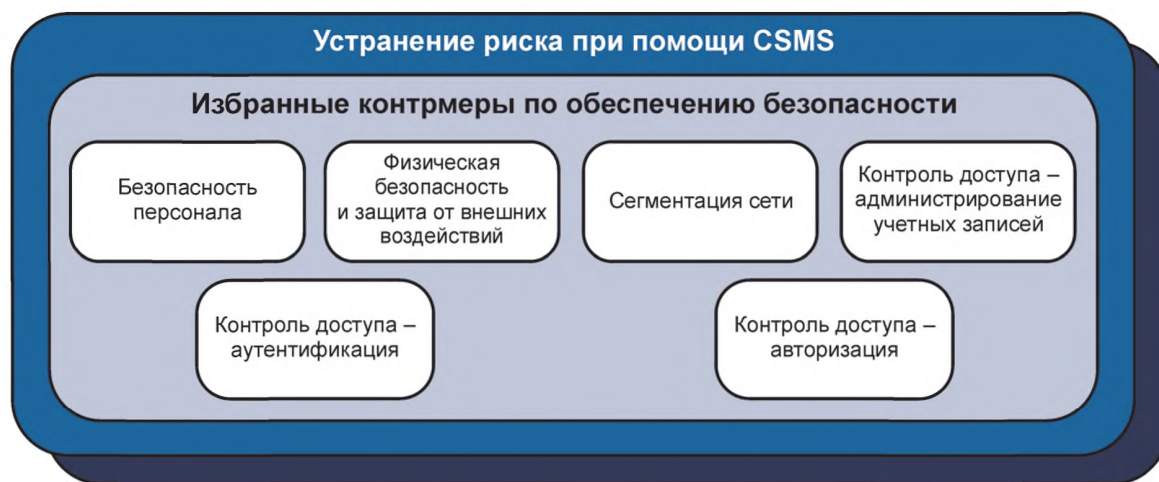 Устранение риска при помощи CSMS
Избранные контрмеры по обеспечению безопасности
Безопасность
персонала
Физическая
безопасность
и защита от внешних
воздействий
Сегментация сети
Контроль доступа –
администрирование
учетных записей
Контроль доступа –
аутентификация
Контроль доступа –
авторизация